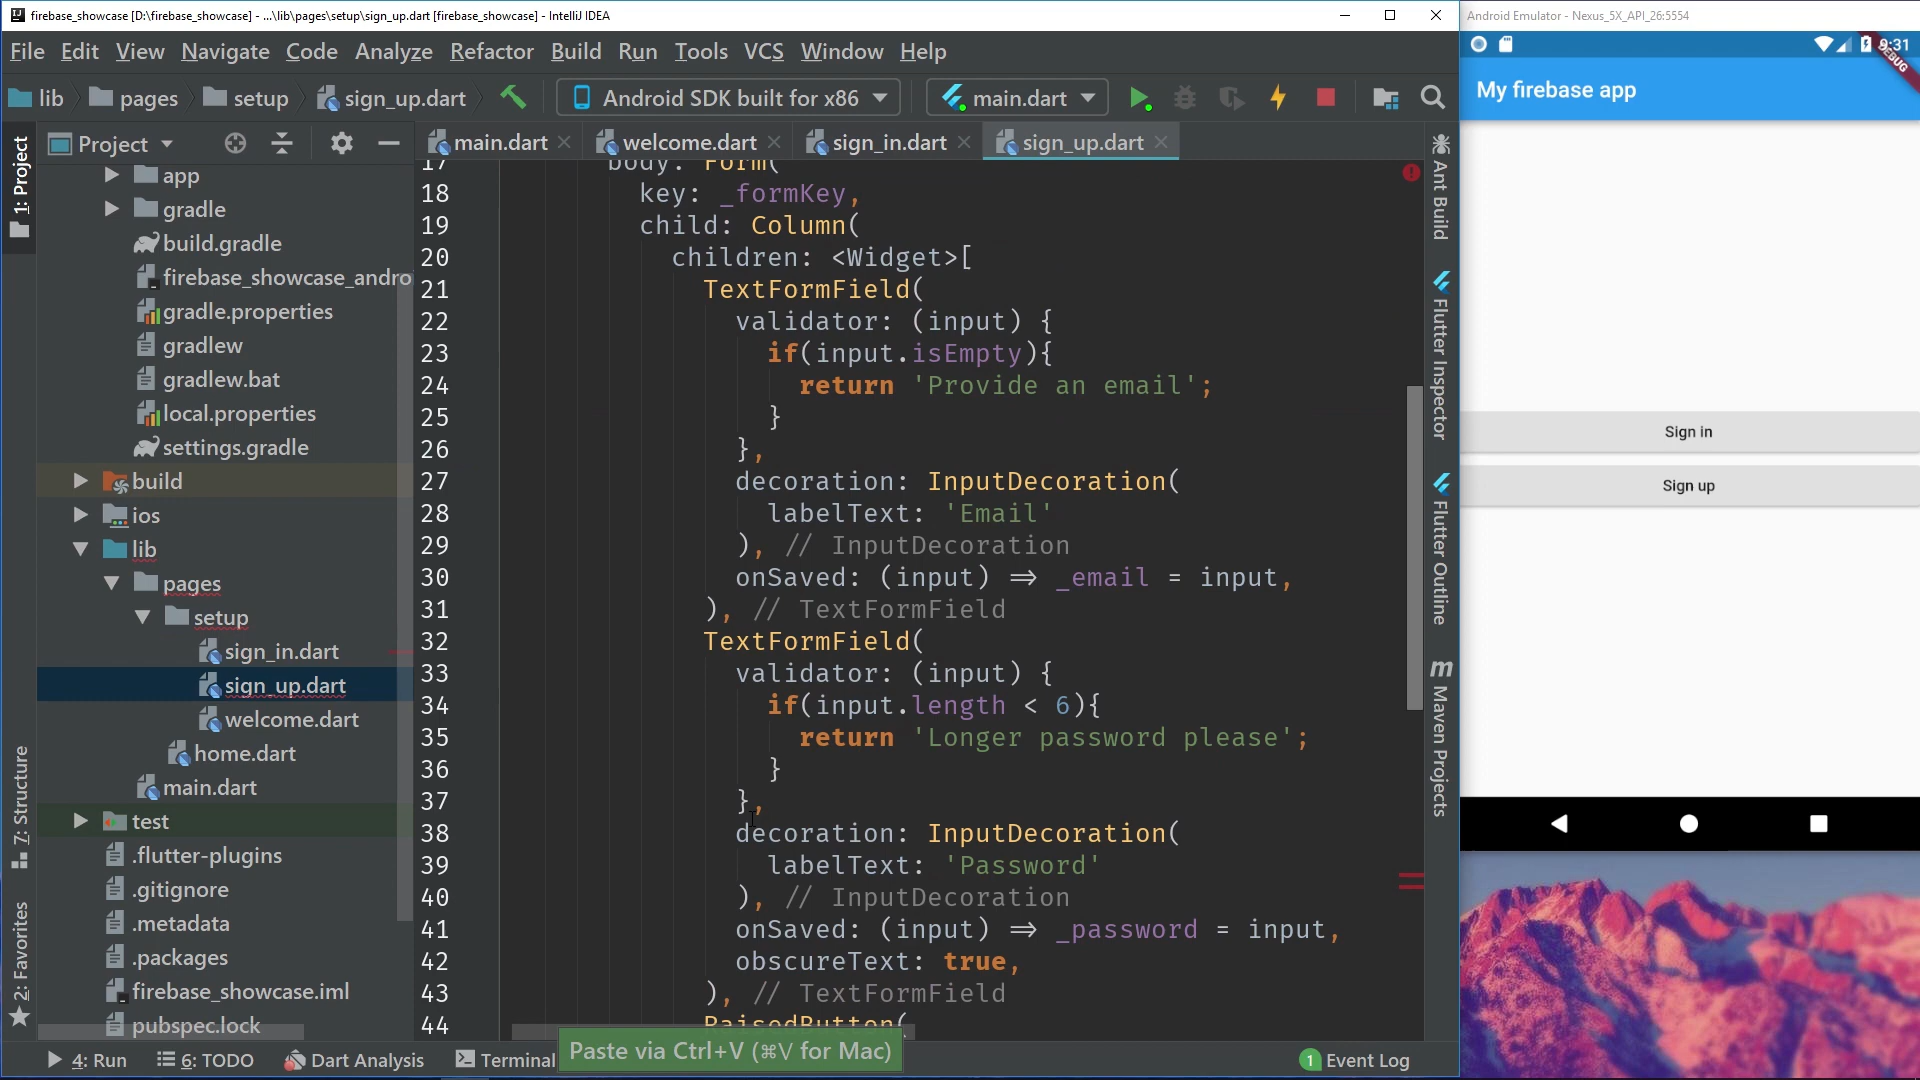 firebase_showcase [D:\firebase_showcase] - ...\lib\pages\setup\sign_up.dart [firebase_showcase] - IntelliJ IDEA
File Edit View Navigate Code Analyze Refactor Build Run Tools VCS Window Help
lib pages setup sign_up.dart Android SDK built for x86 main.dart
Project
main.dart welcome.dart sign_in.dart sign_up.dart
1: Project
7: Structure
2: Favorites
app
gradle
build.gradle
firebase_showcase_andro
gradle.properties
gradlew
gradlew.bat
local.properties
settings.gradle
build
ios
lib
pages
setup
sign_in.dart
sign_up.dart
welcome.dart
home.dart
main.dart
test
.flutter-plugins
.gitignore
.metadata
.packages
firebase_showcase.iml
pubspec.lock
17 body: Form(
18 key: _formKey,
19 child: Column(
20 children: <Widget>[
21 TextFormField(
22 validator: (input) {
23 if(input.isEmpty){
24 return 'Provide an email';
25 }
26 },
27 decoration: InputDecoration(
28 labelText: 'Email'
29 ), // InputDecoration
30 onSaved: (input) => _email = input,
31 ), // TextFormField
32 TextFormField(
33 validator: (input) {
34 if(input.length < 6){
35 return 'Longer password please';
36 }
37 },
38 decoration: InputDecoration(
39 labelText: 'Password'
40 ), // InputDecoration
41 onSaved: (input) => _password = input,
42 obscureText: true,
43 ), // TextFormField
44 RaisedButton(
Ant Build
Flutter Inspector
Flutter Outline
m Maven Projects
4: Run 6: TODO Dart Analysis Terminal
Paste via Ctrl+V (⌘V for Mac)
1 Event Log
Android Emulator - Nexus_5X_API_26:5554
9:31
DEBUG
My firebase app
Sign in
Sign up